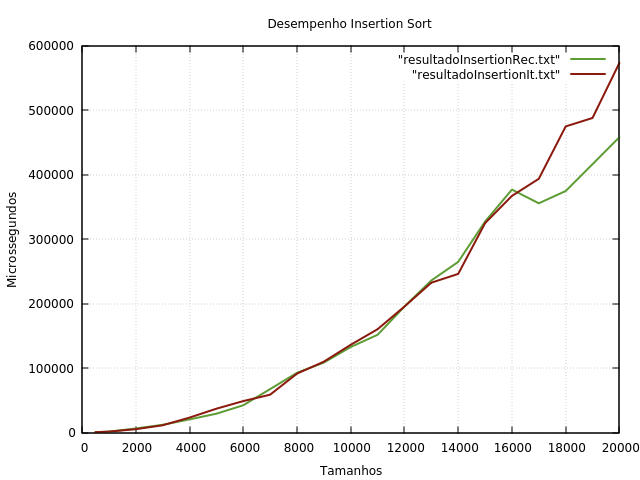 Desempenho Insertion Sort
600000
"resultadoInsertionRec.txt"
"resultadoInsertionIt.txt"
500000
400000
300000
200000
100000
0
Microssegundos
0 2000 4000 6000 8000 10000 12000 14000 16000 18000 20000
Tamanhos